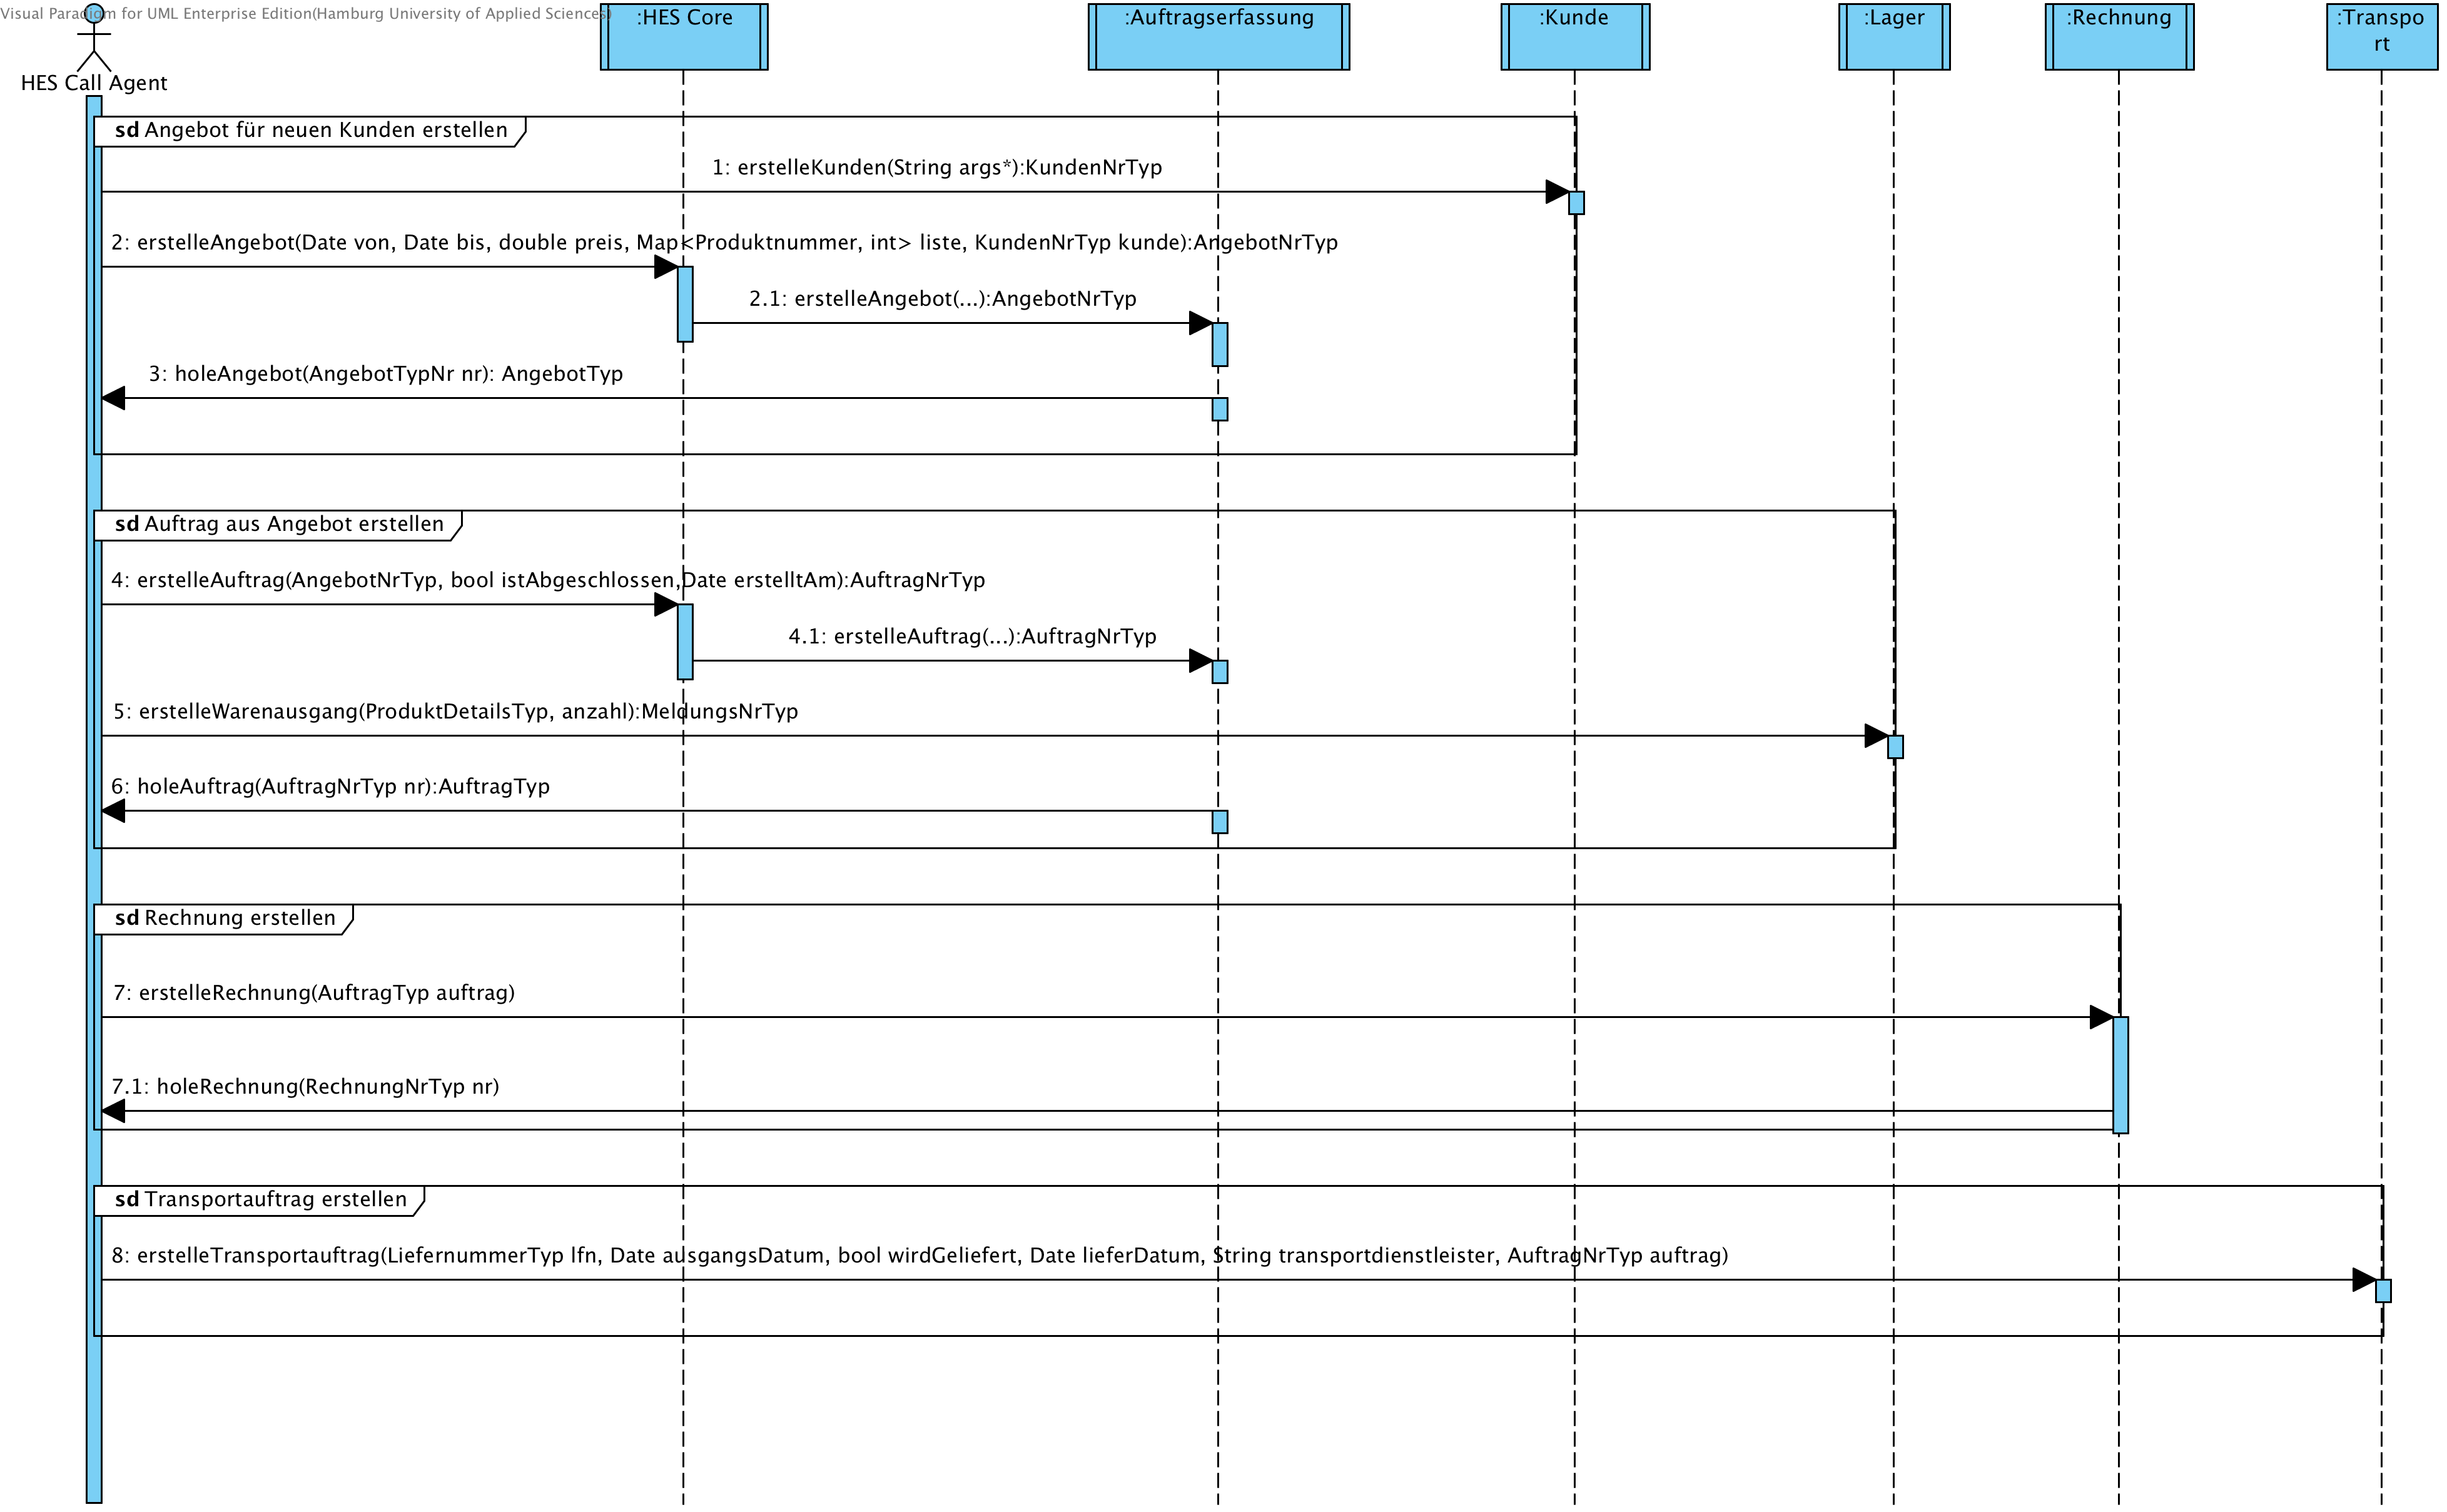 Visual Paradigm for UML Enterprise Edition(Hamburg University of Applied Sciences)
HES Call Agent
:HES Core
:Auftragserfassung
:Kunde
:Lager
:Rechnung
:Transpo
rt
sd Angebot für neuen Kunden erstellen
1: erstelleKunden(String args*):KundenNrTyp
2: erstelleAngebot(Date von, Date bis, double preis, Map<Produktnummer, int> liste, KundenNrTyp kunde):AngebotNrTyp
2.1: erstelleAngebot(...):AngebotNrTyp
3: holeAngebot(AngebotTypNr nr): AngebotTyp
sd Auftrag aus Angebot erstellen
4: erstelleAuftrag(AngebotNrTyp, bool istAbgeschlossen,Date erstelltAm):AuftragNrTyp
4.1: erstelleAuftrag(...):AuftragNrTyp
5: erstelleWarenausgang(ProduktDetailsTyp, anzahl):MeldungsNrTyp
6: holeAuftrag(AuftragNrTyp nr):AuftragTyp
sd Rechnung erstellen
7: erstelleRechnung(AuftragTyp auftrag)
7.1: holeRechnung(RechnungNrTyp nr)
sd Transportauftrag erstellen
8: erstelleTransportauftrag(LiefernummerTyp lfn, Date ausgangsDatum, bool wirdGeliefert, Date lieferDatum, String transportdienstleister, AuftragNrTyp auftrag)